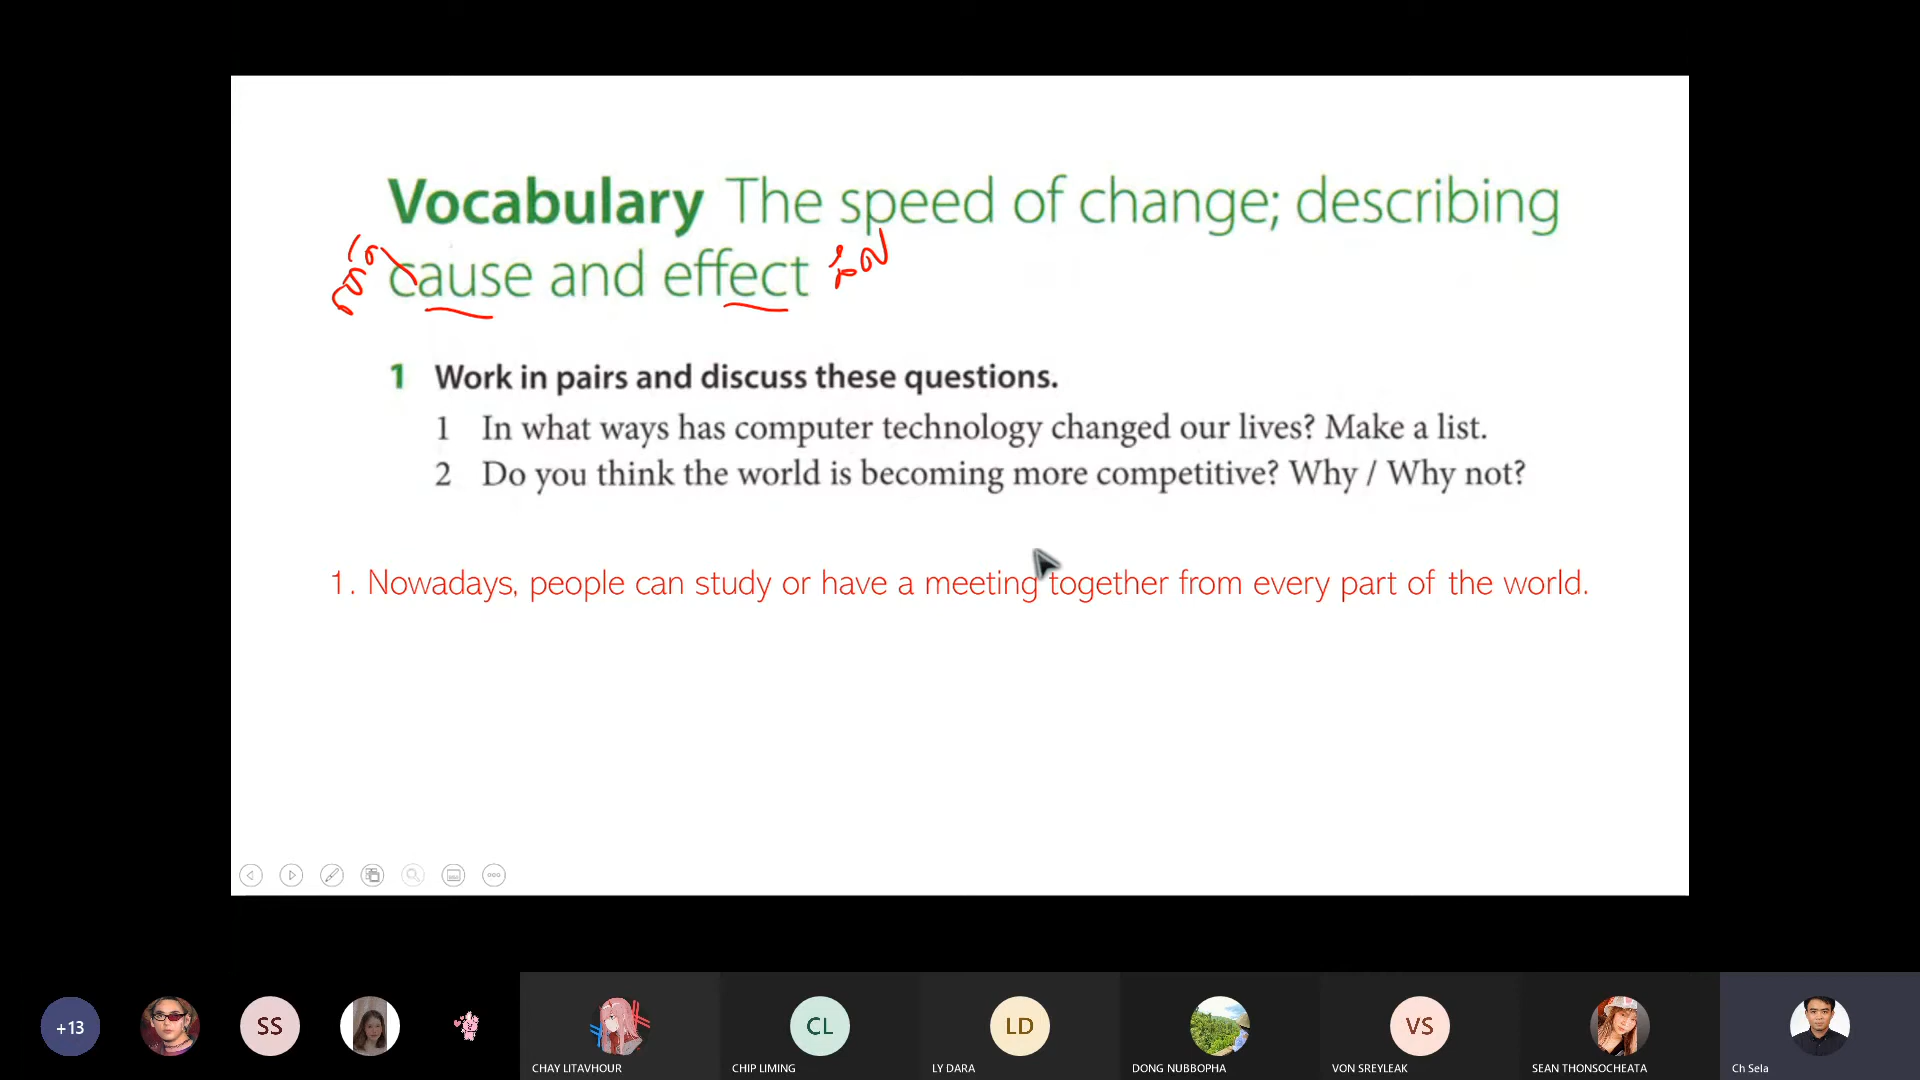 Vocabulary The speed of change; describing
cause and effect
1 Work in pairs and discuss these questions.
1 In what ways has computer technology changed our lives? Make a list.
2 Do you think the world is becoming more competitive? Why / Why not?
1. Nowadays, people can study or have a meeting together from every part of the world.
+13
SS
CL
LD
VS
CHAY LITAVHOUR
CHIP LIMING
LY DARA
DONG NUBBOPHA
VON SREYLEAK
SEAN THONSOCHEATA
Ch Sela